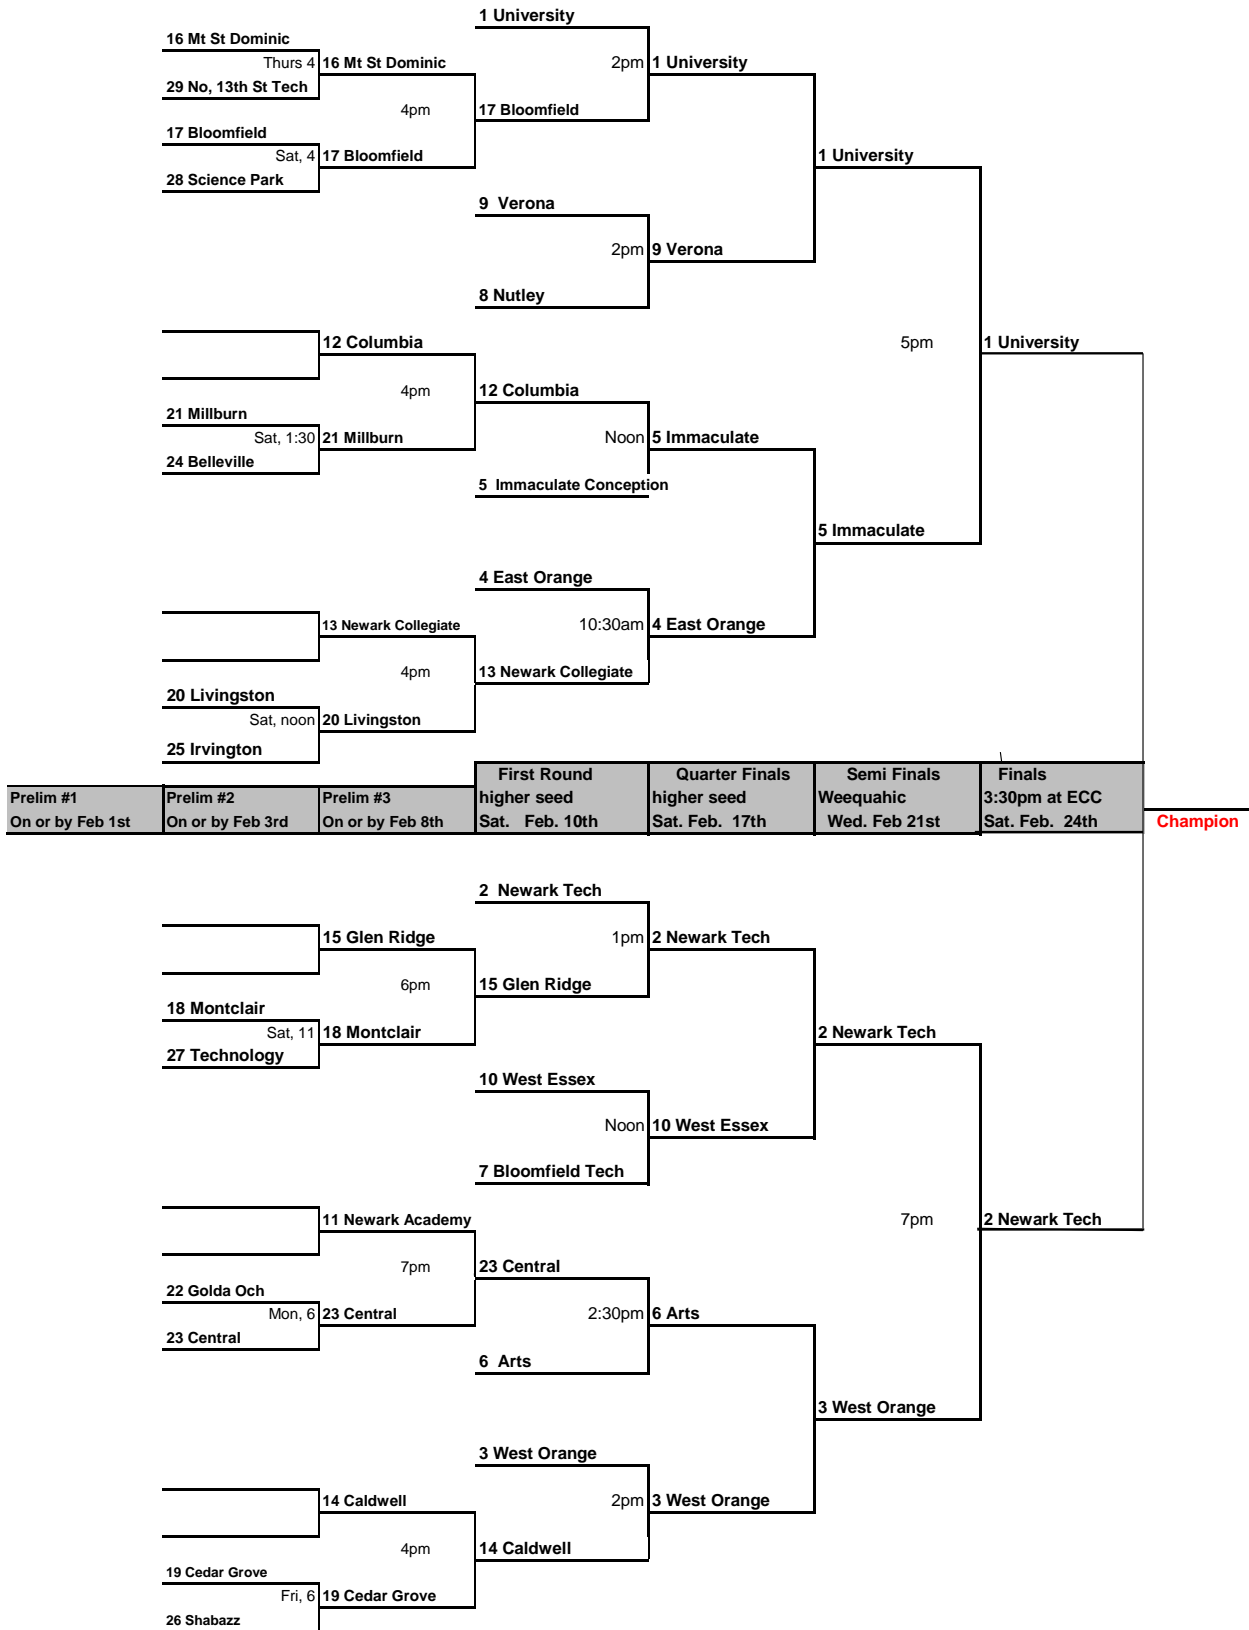 1 University
16 Mt St Dominic
Thurs 4 16 Mt St Dominic 2pm 1 University
29 No, 13th St Tech
4pm 17 Bloomfield
17 Bloomfield
Sat, 4 17 Bloomfield 1 University
28 Science Park
9 Verona
2pm 9 Verona
8 Nutley
12 Columbia 5pm 1 University
4pm 12 Columbia
21 Millburn
Sat, 1:30 21 Millburn Noon 5 Immaculate
24 Belleville
5 Immaculate Conception
5 Immaculate
4 East Orange
13 Newark Collegiate 10:30am 4 East Orange
4pm 13 Newark Collegiate
20 Livingston
Sat, noon 20 Livingston
25 Irvington
First Round Quarter Finals Semi Finals Finals
Prelim #1 Prelim #2 Prelim #3 higher seed higher seed Weequahic 3:30pm at ECC
On or by Feb 1st On or by Feb 3rd On or by Feb 8th Sat. Feb. 10th Sat. Feb. 17th Wed. Feb 21st Sat. Feb. 24th Champion
2 Newark Tech
15 Glen Ridge 1pm 2 Newark Tech
6pm 15 Glen Ridge
18 Montclair
Sat, 11 18 Montclair 2 Newark Tech
27 Technology
10 West Essex
Noon 10 West Essex
7 Bloomfield Tech
11 Newark Academy 7pm 2 Newark Tech
7pm 23 Central
22 Golda Och
Mon, 6 23 Central 2:30pm 6 Arts
23 Central
6 Arts
3 West Orange
3 West Orange
14 Caldwell 2pm 3 West Orange
4pm 14 Caldwell
19 Cedar Grove
Fri, 6 19 Cedar Grove
26 Shabazz